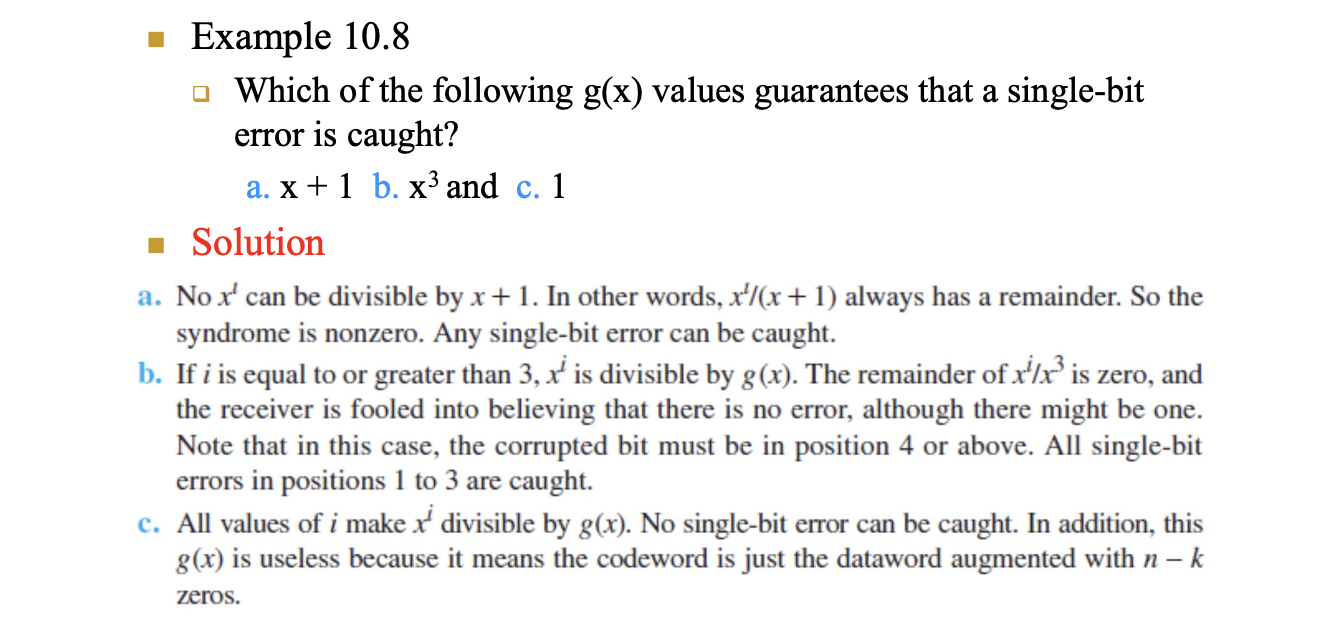 Example 10.8
Which of the following g(x) values guarantees that a single-bit
error is caught?
a. x + 1 b. x³ and c. 1
Solution
a. No xⁱ can be divisible by x + 1. In other words, xⁱ/(x + 1) always has a remainder. So the
syndrome is nonzero. Any single-bit error can be caught.
b. If i is equal to or greater than 3, xⁱ is divisible by g(x). The remainder of xⁱ/x³ is zero, and
the receiver is fooled into believing that there is no error, although there might be one.
Note that in this case, the corrupted bit must be in position 4 or above. All single-bit
errors in positions 1 to 3 are caught.
c. All values of i make xⁱ divisible by g(x). No single-bit error can be caught. In addition, this
g(x) is useless because it means the codeword is just the dataword augmented with n – k
zeros.